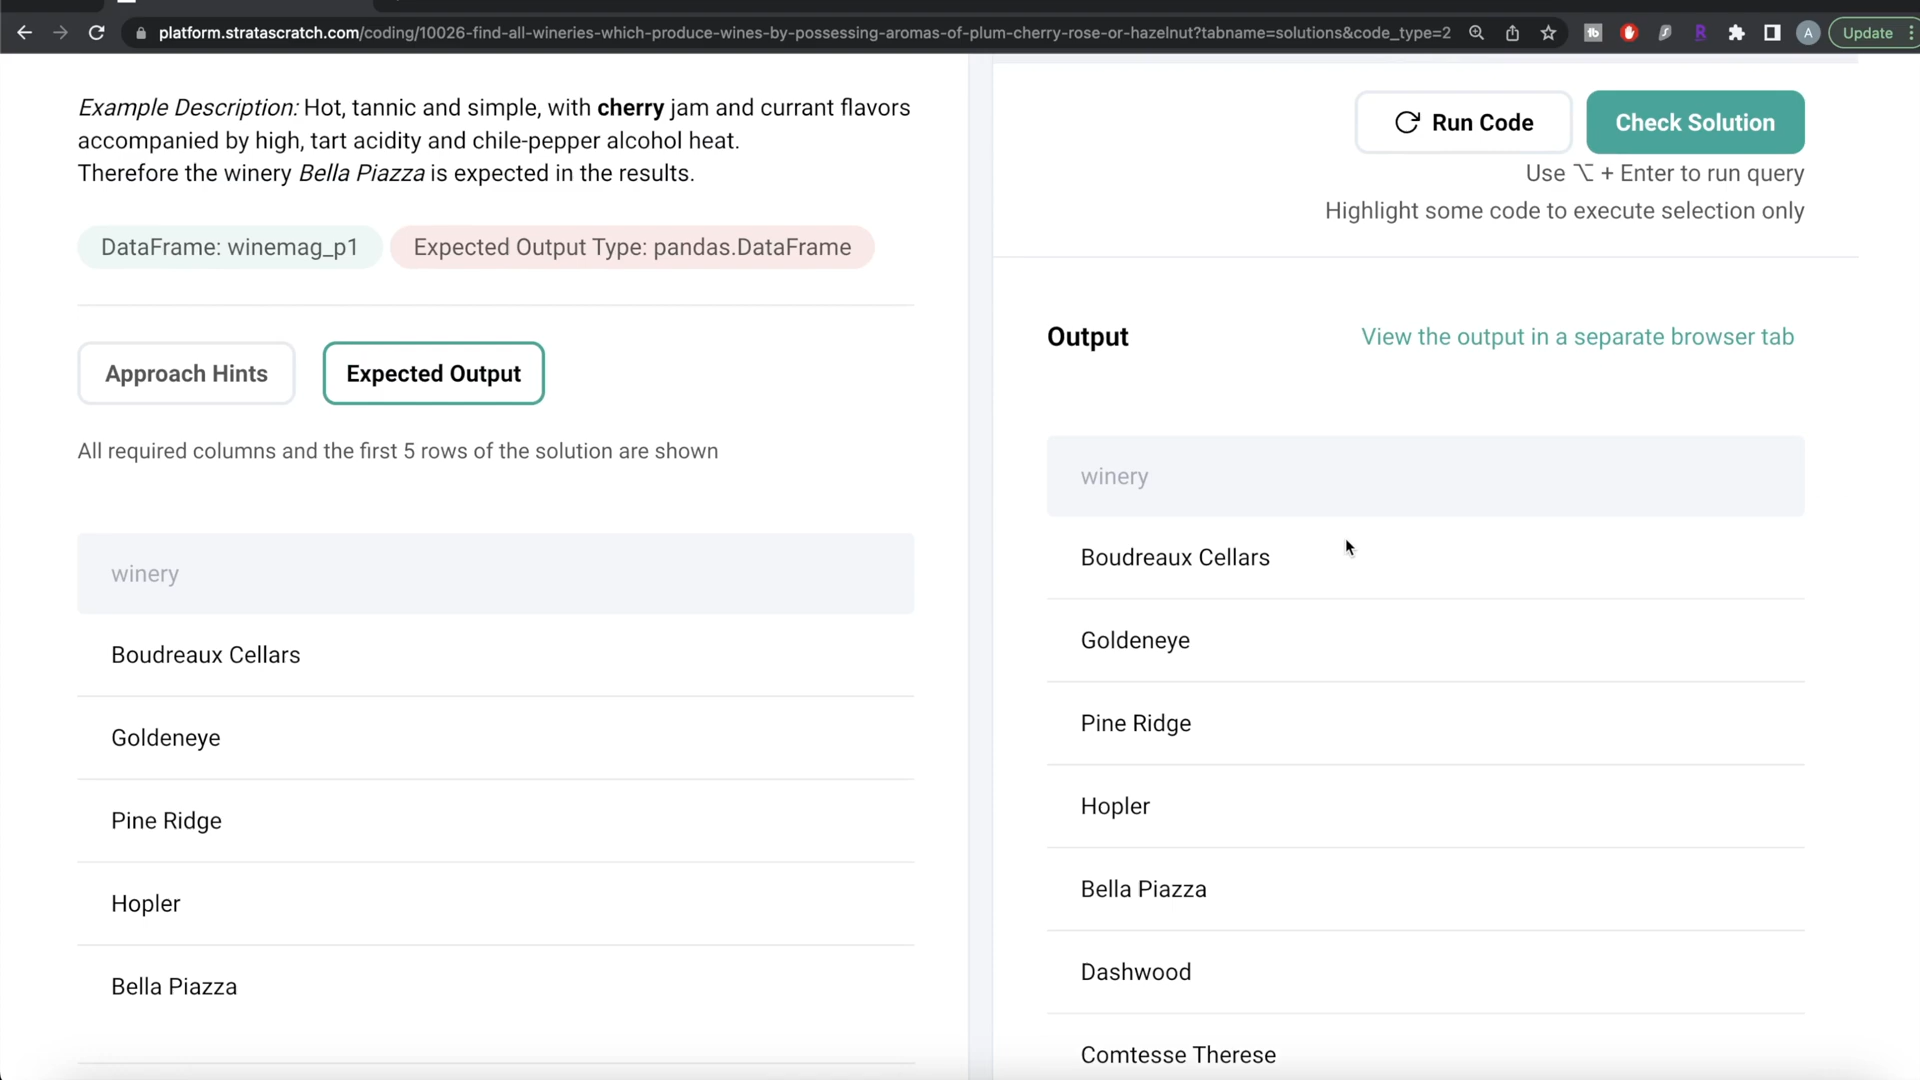 platform.stratascratch.com/coding/10026-find-all-wineries-which-produce-wines-by-possessing-aromas-of-plum-cherry-rose-or-hazelnut?tabname=solutions&code_type=2
A
Update
Example Description: Hot, tannic and simple, with cherry jam and currant flavors
accompanied by high, tart acidity and chile-pepper alcohol heat.
Therefore the winery Bella Piazza is expected in the results.
DataFrame: winemag_p1
Expected Output Type: pandas.DataFrame
Approach Hints
Expected Output
All required columns and the first 5 rows of the solution are shown
winery
Boudreaux Cellars
Goldeneye
Pine Ridge
Hopler
Bella Piazza
Run Code
Check Solution
Use ⌥ + Enter to run query
Highlight some code to execute selection only
Output
View the output in a separate browser tab
winery
Boudreaux Cellars
Goldeneye
Pine Ridge
Hopler
Bella Piazza
Dashwood
Comtesse Therese